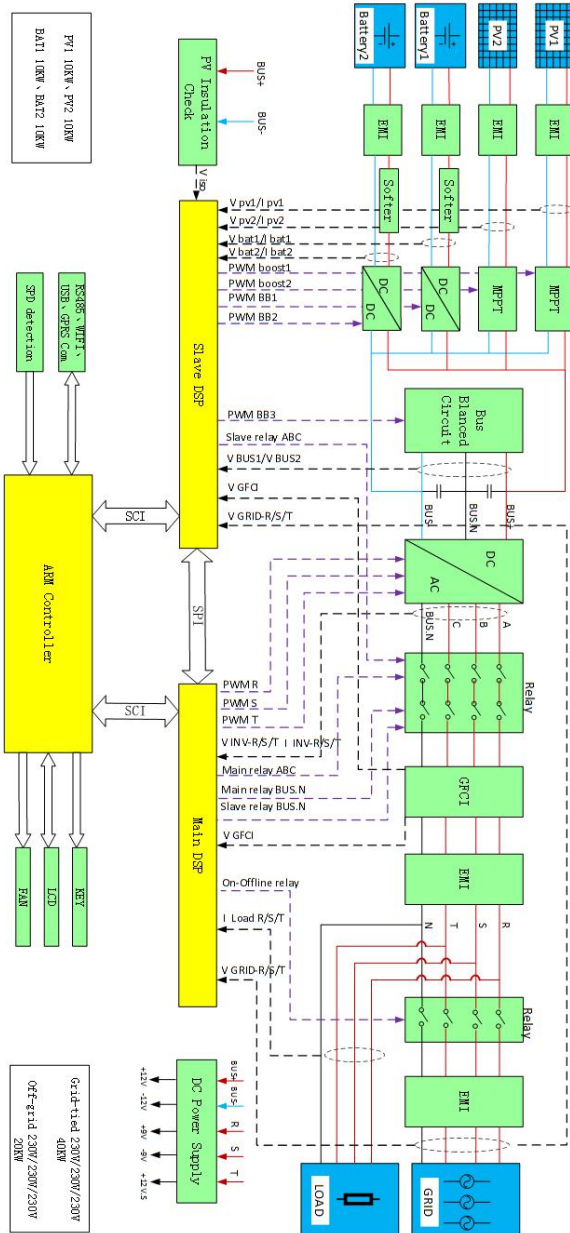 Battery2
Battery1
PV2
PV1
EMI
EMI
EMI
EMI
Softer
Softer
DC
DC
DC
DC
MPPT
MPPT
PV1 10KW、PV2 10KW
BAT1 10KW、BAT2 10KW
PV Insulation
Check
BUS+
BUS-
V iso
V pv1/I pv1
V pv2/I pv2
V bat1/I bat1
V bat2/I bat2
PWM boost1
PWM boost2
PWM BB1
PWM BB2
PWM BB3
Slave relay ABC
V BUS1/V BUS2
V GFCI
V GRID-R/S/T
Slave DSP
Bus
Blanced
Circuit
BUS-
BUS.N
BUS+
DC
AC
BUS.N
C
B
A
SPD detection
RS485、WIFI、
USB、GPRS Com
ARM Controller
SCI
SPI
SCI
PWM R
PWM S
PWM T
V INV-R/S/T I INV-R/S/T
Main relay ABC
Main relay BUS.N
Slave relay BUS.N
V GFCI
On-Offline relay
I Load R/S/T
V GRID-R/S/T
Main DSP
Relay
GFCI
EMI
N
T
S
R
Relay
EMI
FAN
LCD
KEY
BUS+
BUS-
R
S
T
DC Power Supply
+12V
-12V
+9V
-9V
+12V.S
LOAD
GRID
Grid-tied 230V/230V/230V
40KW
Off-grid 230V/230V/230V
20KW